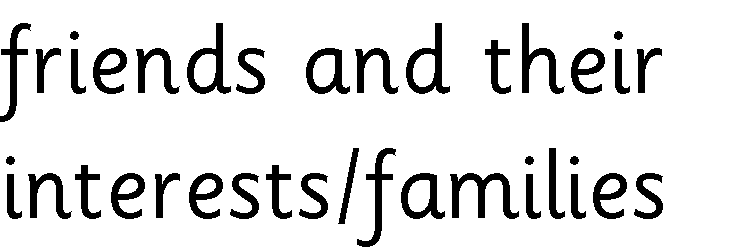 friends and their
interests/families